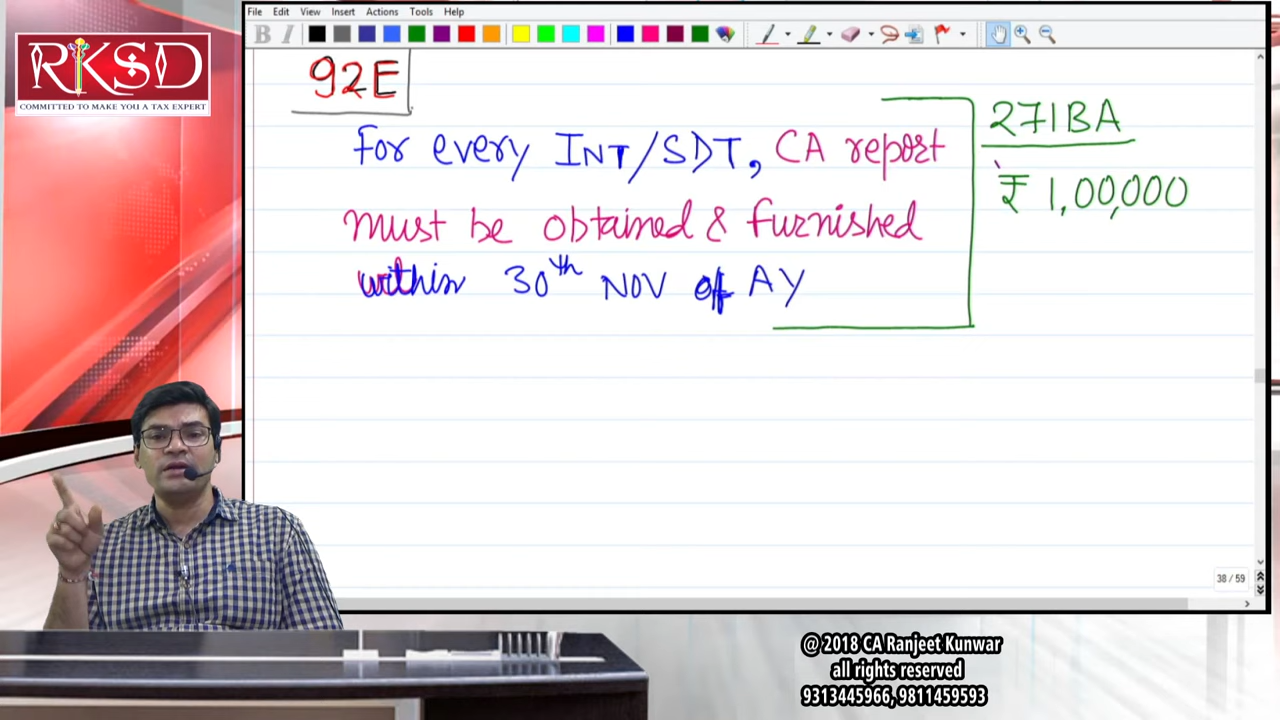 File Edit View Insert Actions Tools Help
B I
RKSD
COMMITTED TO MAKE YOU A TAX EXPERT
92E
For every INT/SDT, CA report
must be obtained & furnished
within 30th NOV of AY
271BA
₹ 1,00,000
38 / 59
@ 2018 CA Ranjeet Kunwar
all rights reserved
9313445966, 9811459593